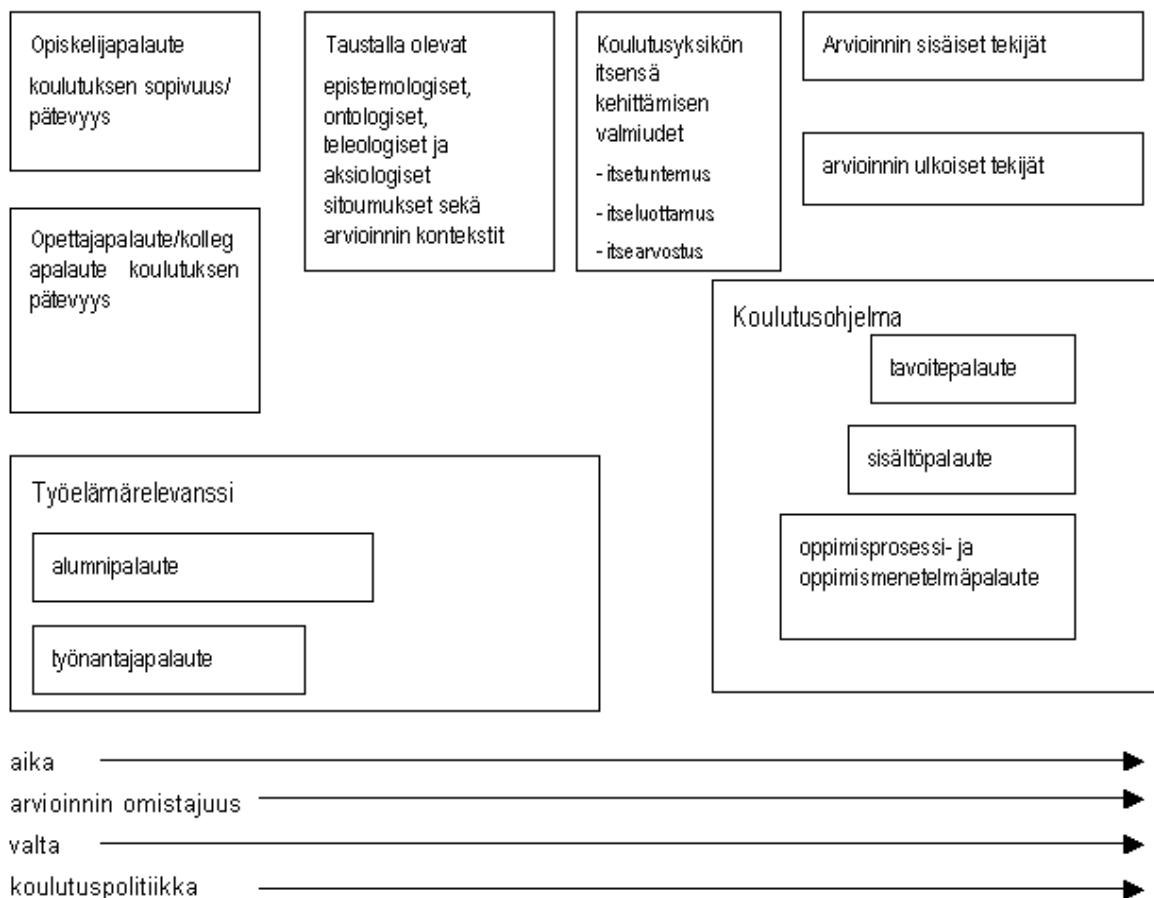 Opiskelijapalaute
koulutuksen sopivuus/
pätevyys
Opettajapalaute/kolleg
apalaute koulutuksen
pätevyys
Taustalla olevat
epistemologiset,
ontologiset,
teleologiset ja
aksiologiset
sitoumukset sekä
arvioinnin kontekstit
Koulutusyksikön
itsensä
kehittämisen
valmiudet
- itsetuntemus
- itseluottamus
- itsearvostus
Arvioinnin sisäiset tekijät
arvioinnin ulkoiset tekijät
Koulutusohjelma
tavoitepalaute
sisältöpalaute
oppimisprosessi- ja
oppimismenetelmäpalaute
Työelämärelevanssi
alumnipalaute
työnantajapalaute
aika
arvioinnin omistajuus
valta
koulutuspolitiikka